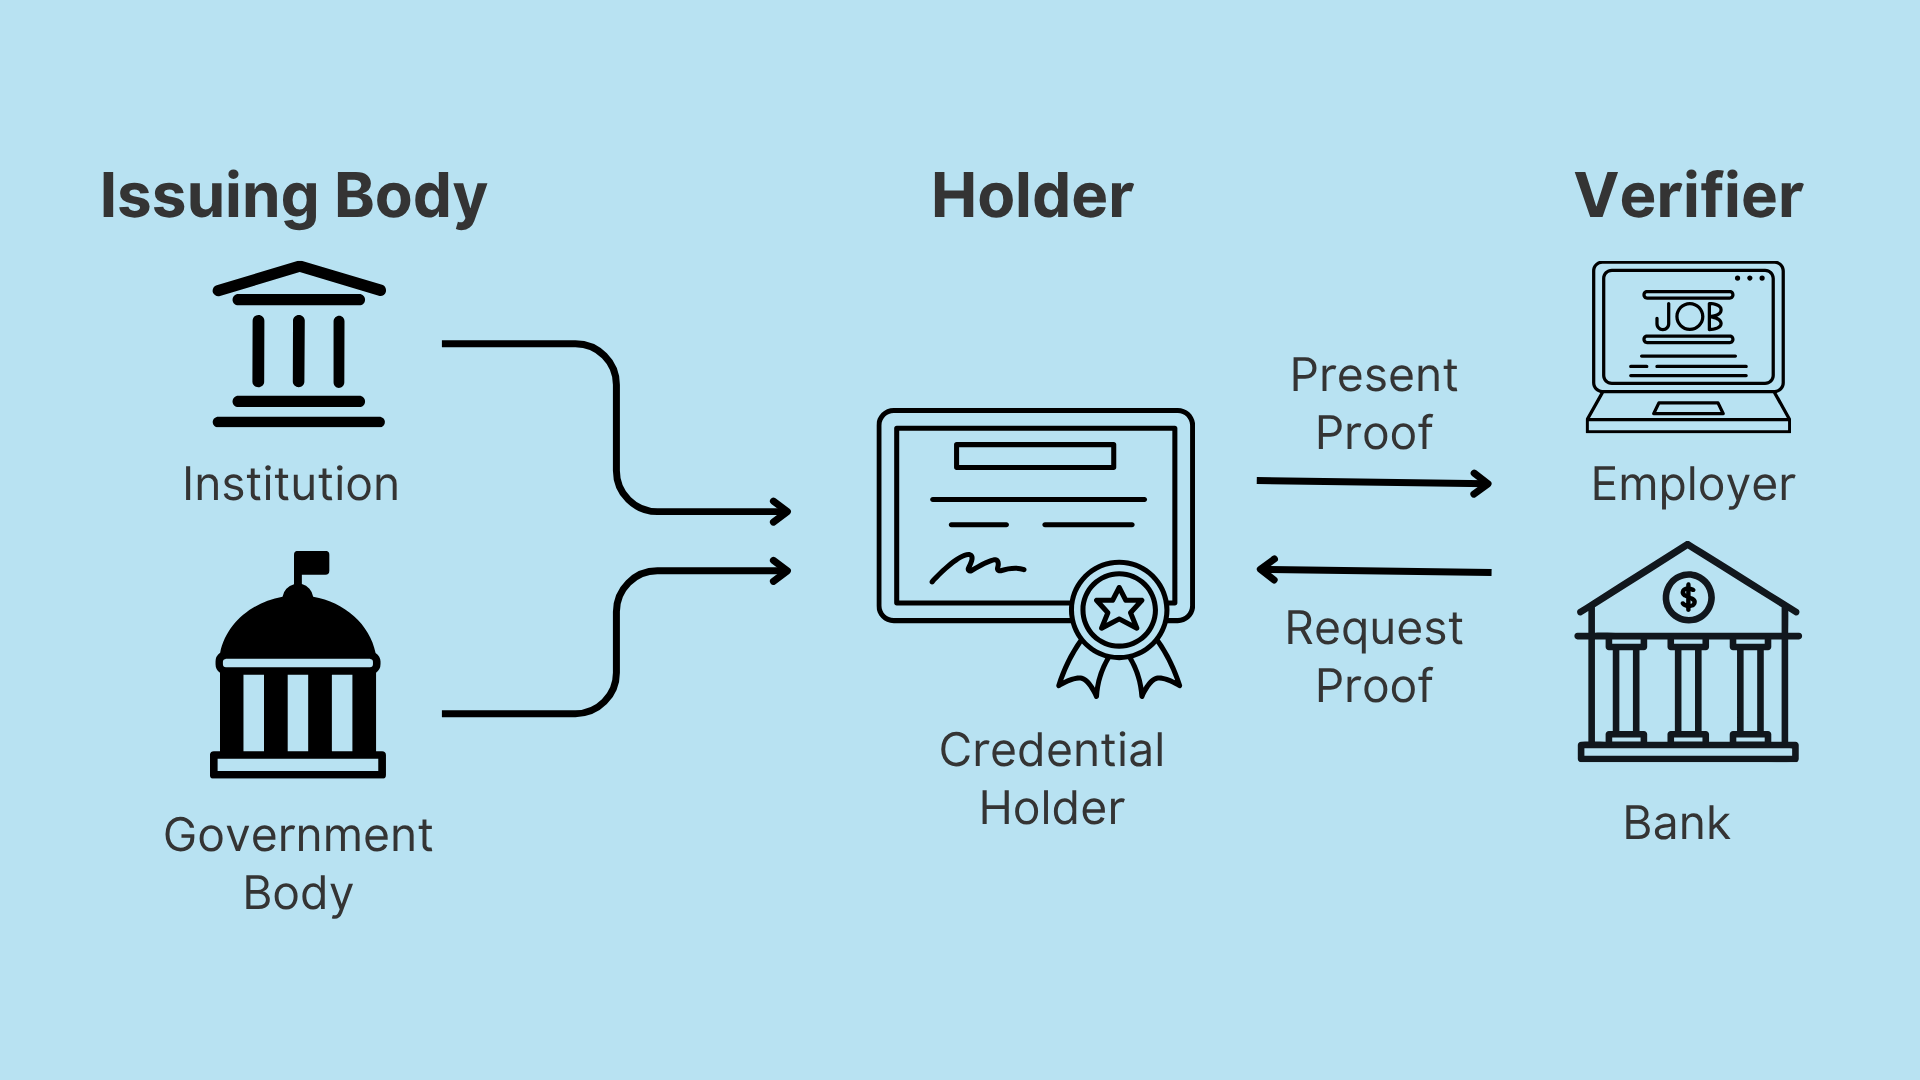 Issuing Body
Institution
Government
Body
Holder
Credential
Holder
Present
Proof
Request
Proof
Verifier
JOB
Employer
$
Bank